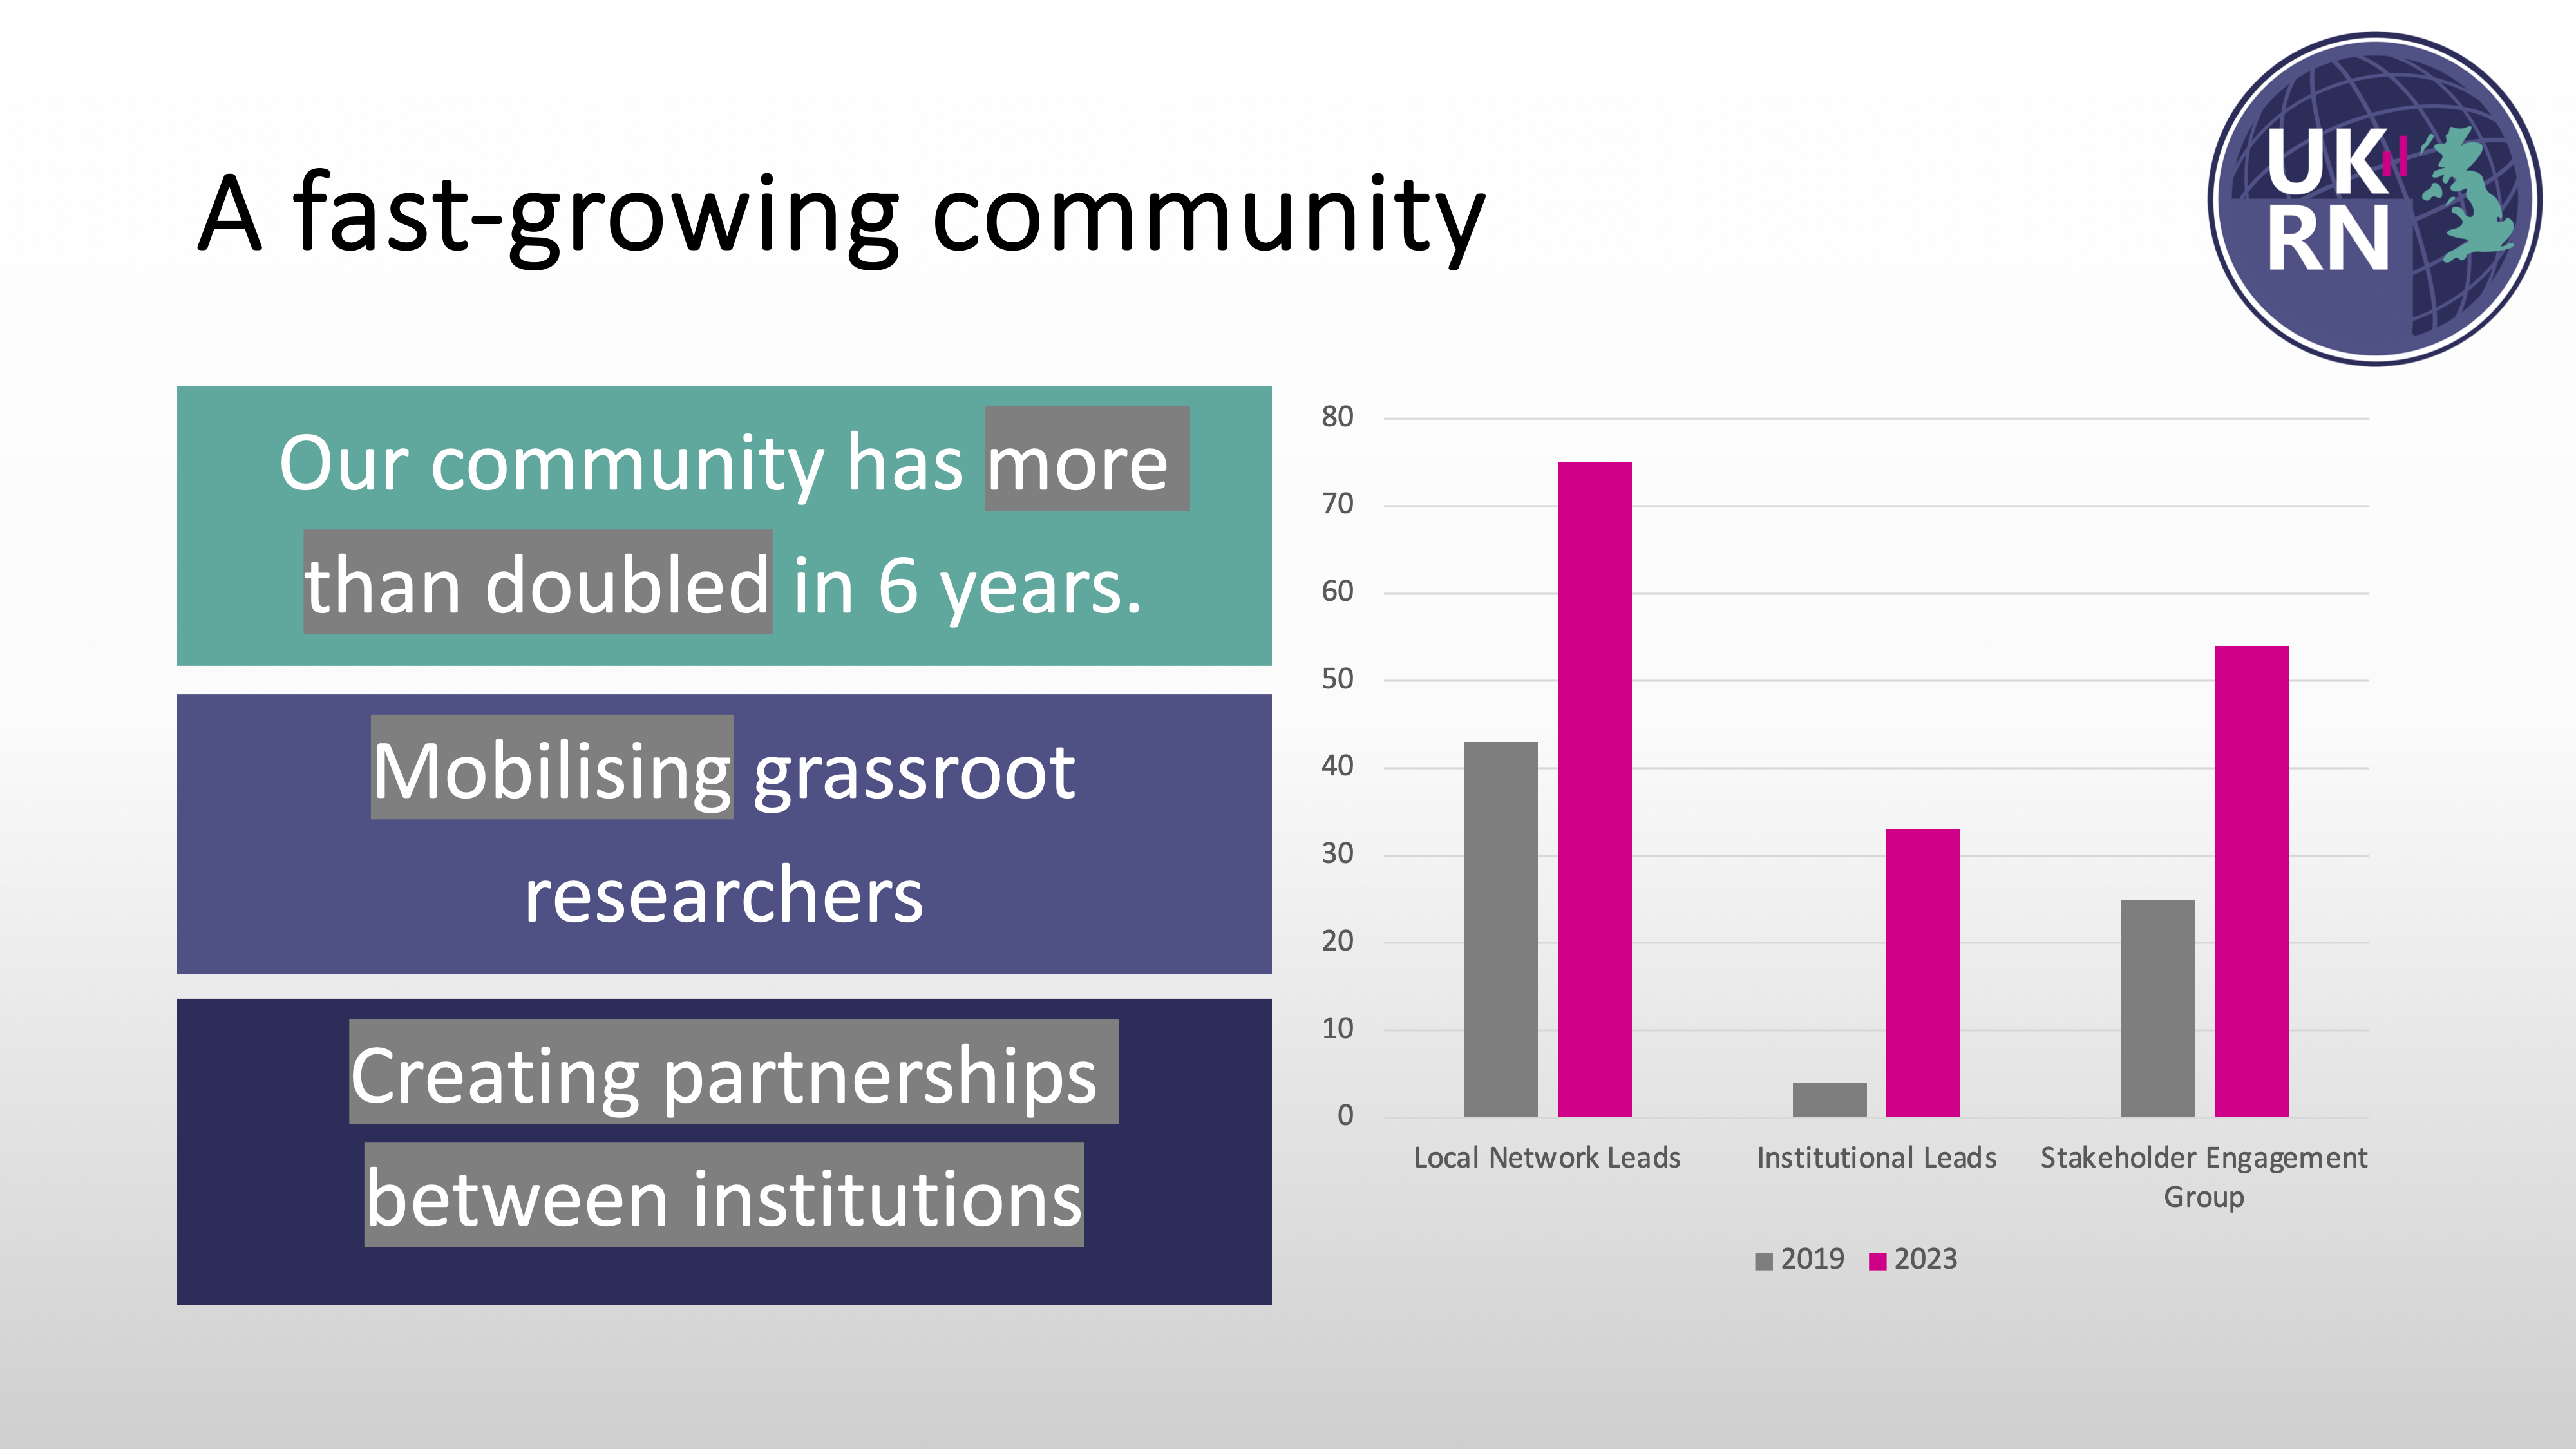 A fast-growing community
UK
RN
Our community has more
than doubled in 6 years.
Mobilising grassroot
researchers
Creating partnerships
between institutions
80
70
60
50
40
30
20
10
0
Local Network Leads
Institutional Leads
Stakeholder Engagement
Group
2019
2023